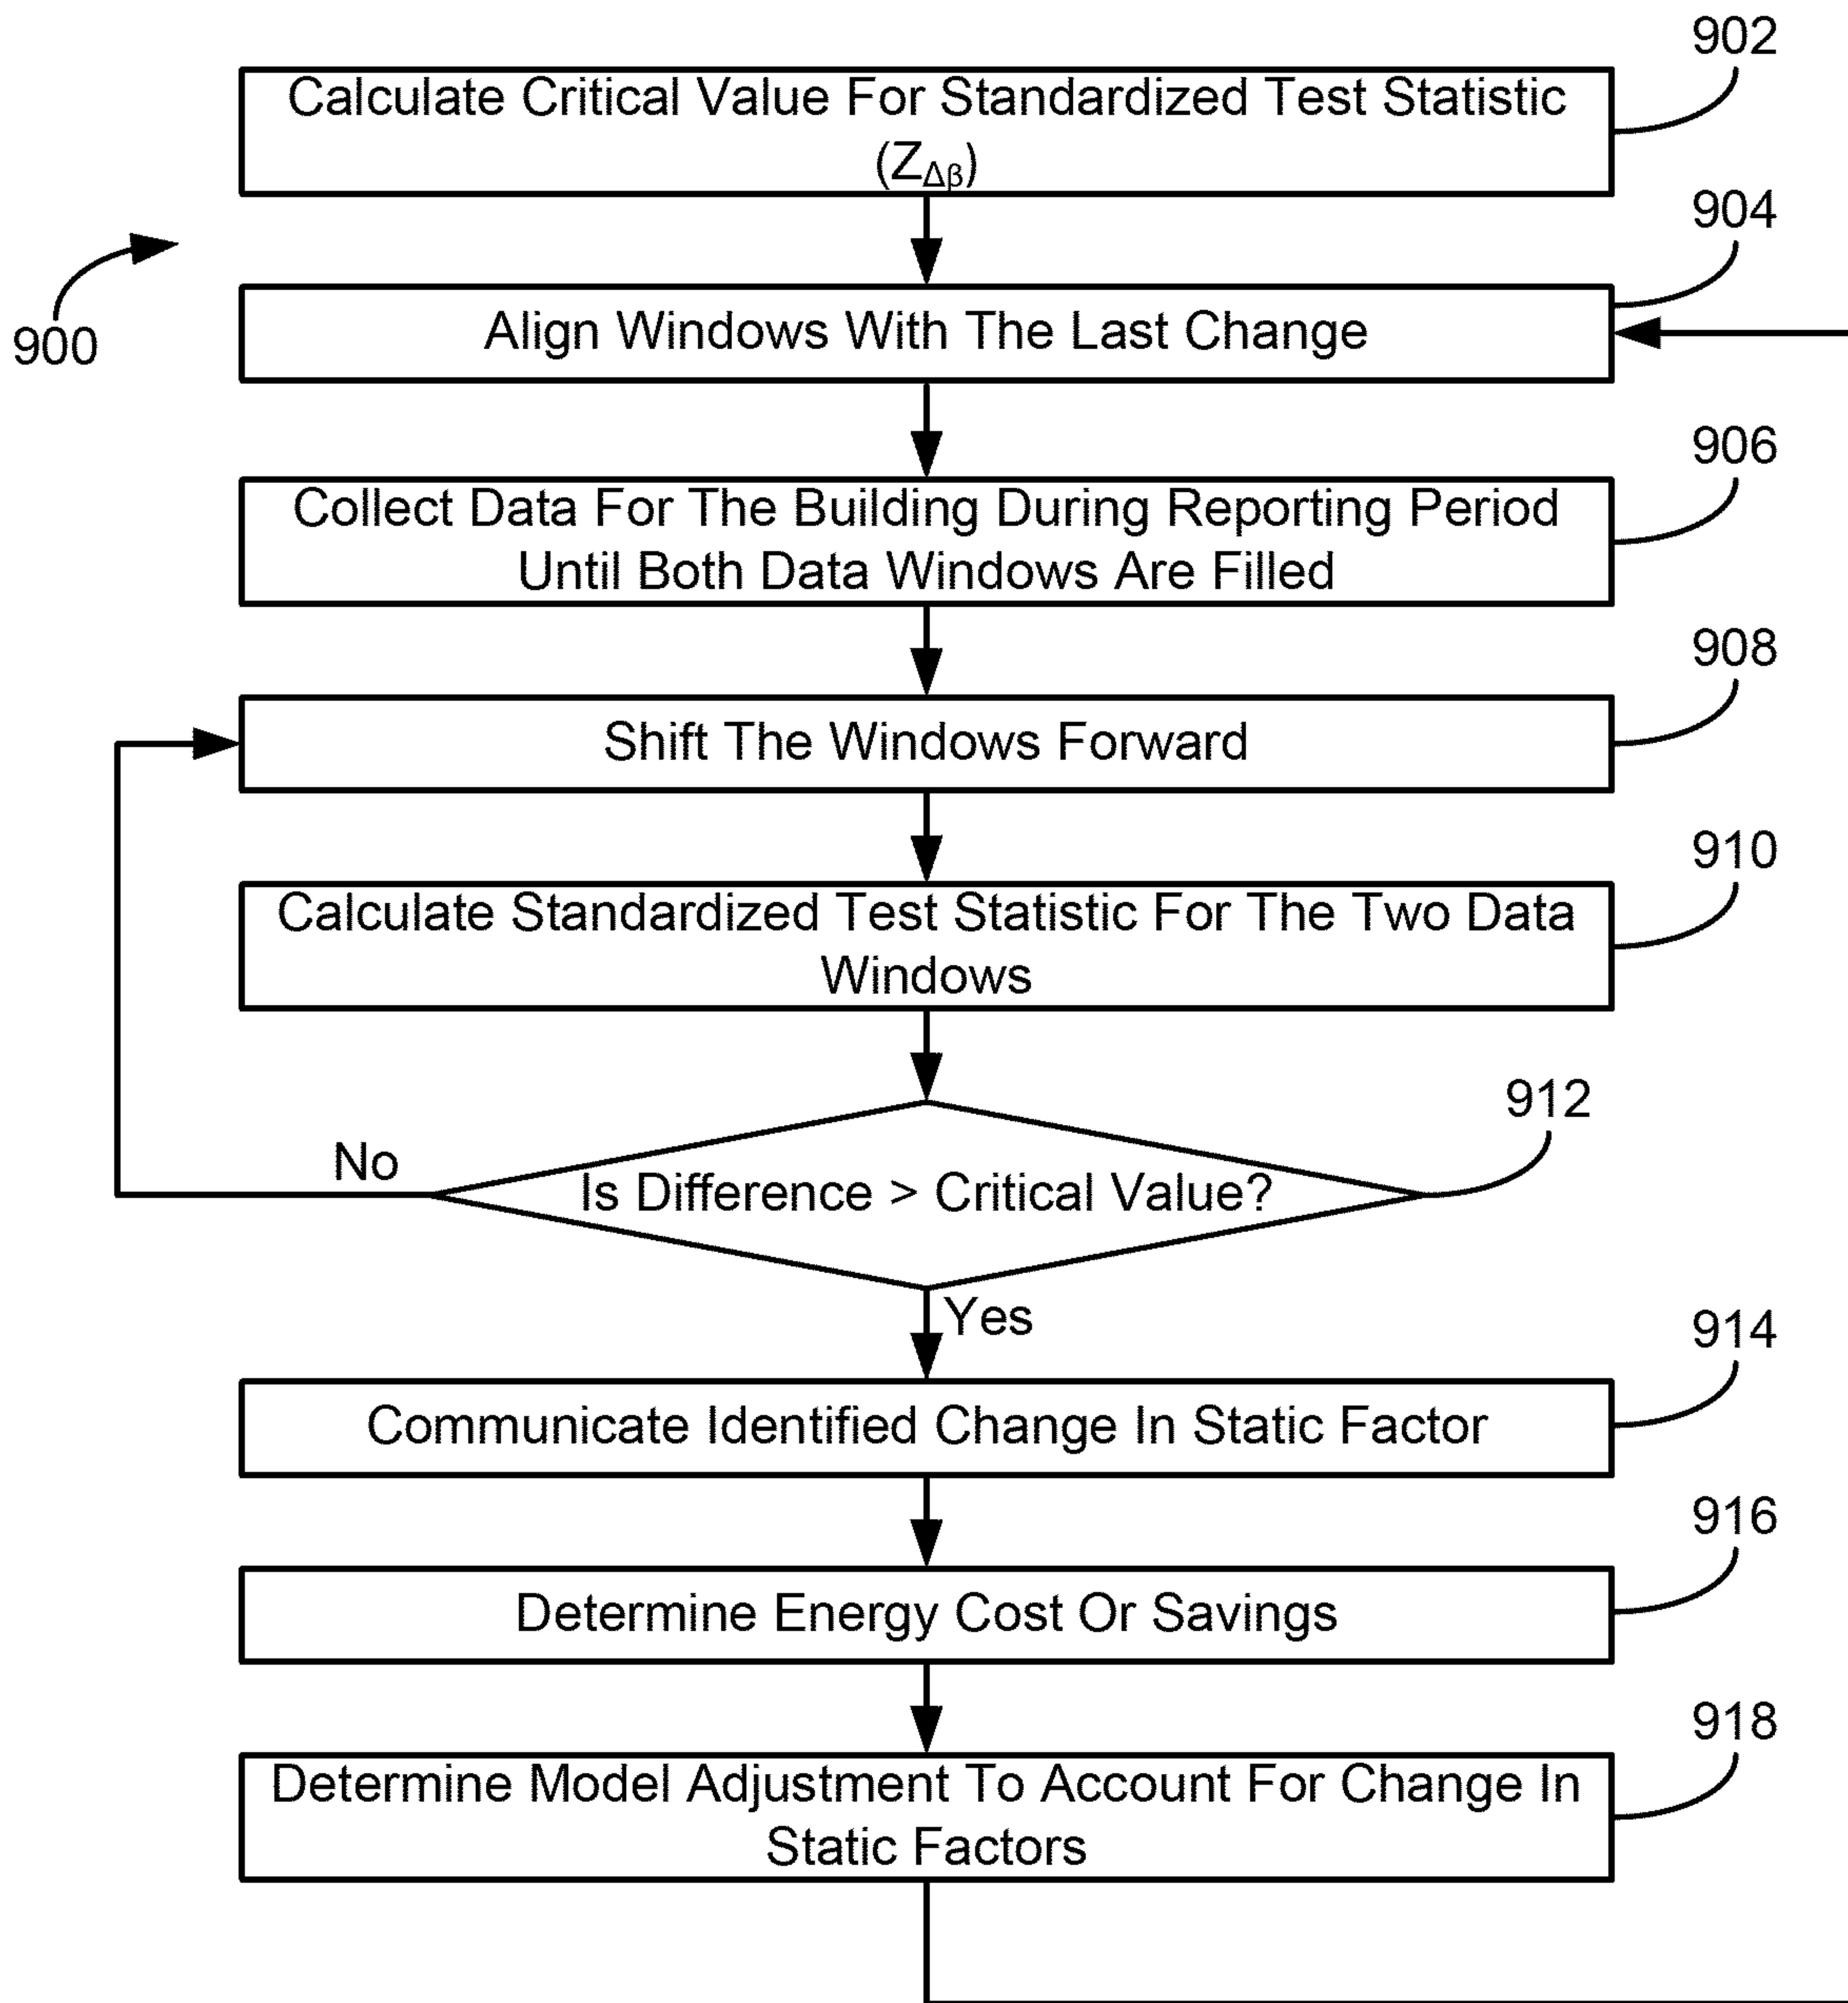 902
Calculate Critical Value For Standardized Test Statistic
(Z_Δβ)
904
900
Align Windows With The Last Change
906
Collect Data For The Building During Reporting Period
Until Both Data Windows Are Filled
908
Shift The Windows Forward
910
Calculate Standardized Test Statistic For The Two Data
Windows
912
No
Is Difference > Critical Value?
Yes
914
Communicate Identified Change In Static Factor
916
Determine Energy Cost Or Savings
918
Determine Model Adjustment To Account For Change In
Static Factors